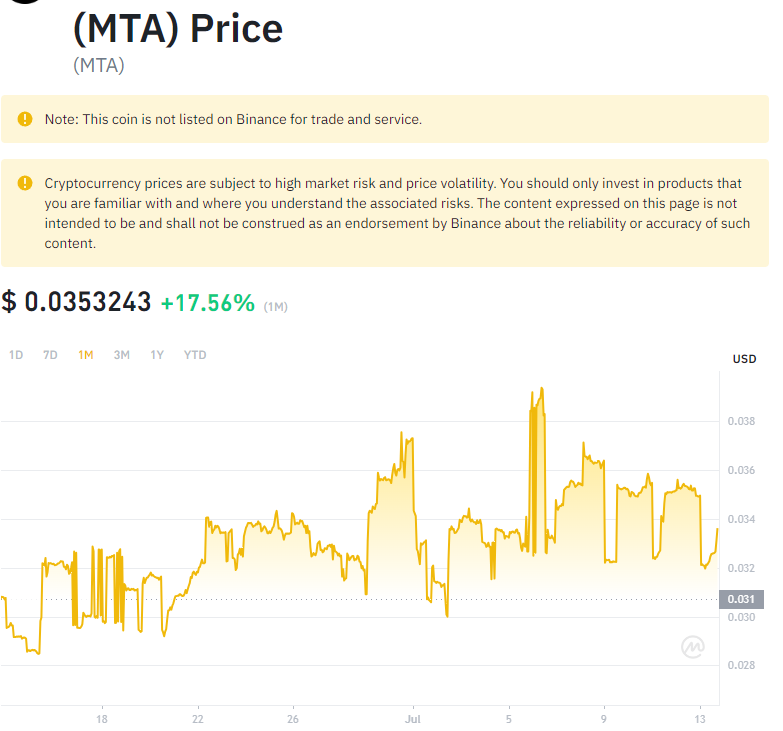 (MTA) Price
(MTA)
Note: This coin is not listed on Binance for trade and service.
Cryptocurrency prices are subject to high market risk and price volatility. You should only invest in products that
you are familiar with and where you understand the associated risks. The content expressed on this page is not
intended to be and shall not be construed as an endorsement by Binance about the reliability or accuracy of such
content.
$ 0.0353243 +17.56% (1M)
1D 7D 1M 3M 1Y YTD
USD
0.038
0.036
0.034
0.032
0.031
0.030
0.028
18 22 26 Jul 5 9 13